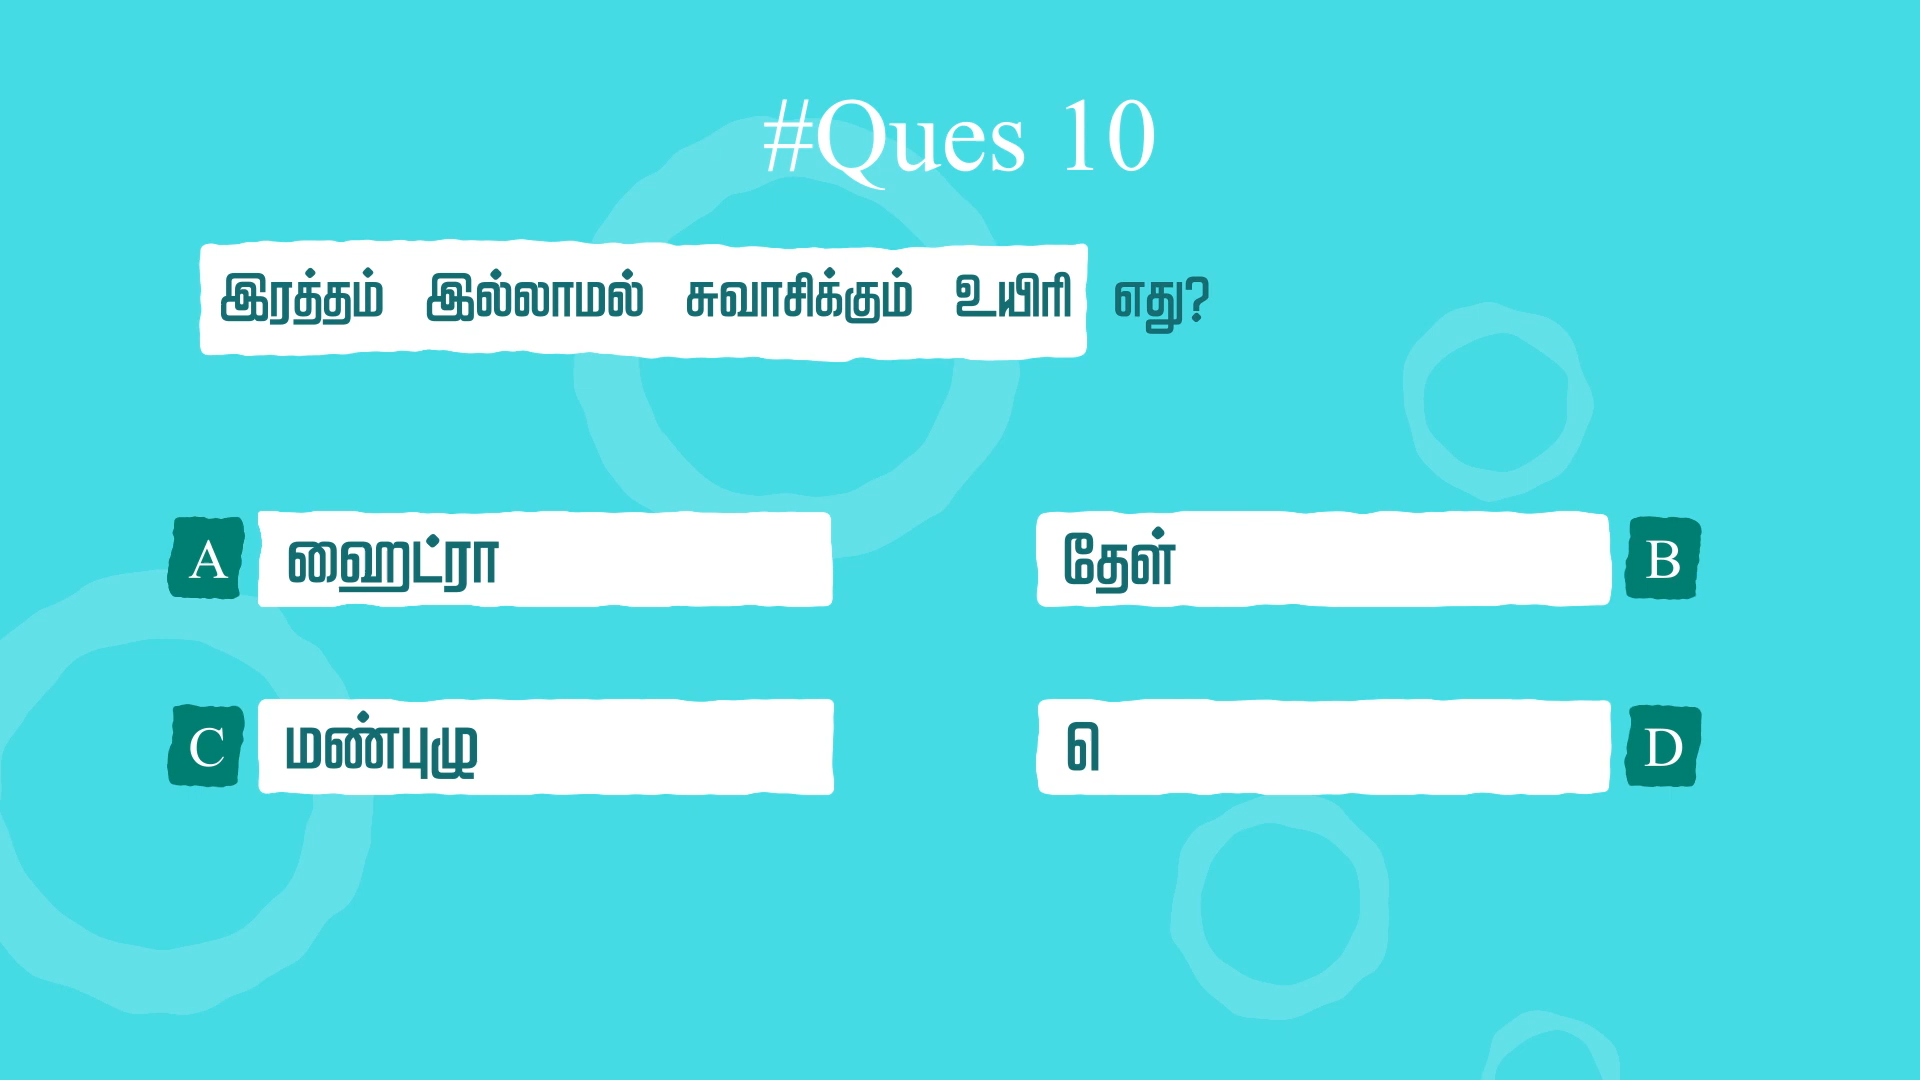 #Ques 10
இரத்தம் இல்லாமல் சுவாசிக்கும் உயிரி எது?
A ஹைட்ரா
தேள் B
C மண்புழு
D